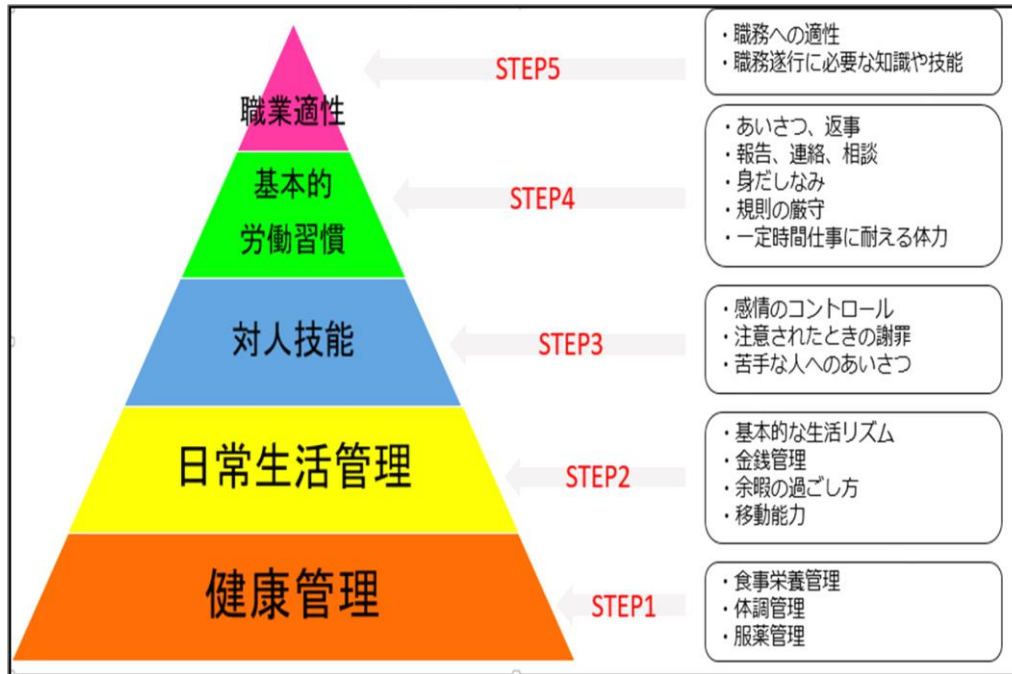 職業適性
STEP5
・職務への適性
・職務遂行に必要な知識や技能
基本的
労働習慣
STEP4
・あいさつ、返事
・報告、連絡、相談
・身だしなみ
・規則の厳守
・一定時間仕事に耐える体力
対人技能
STEP3
・感情のコントロール
・注意されたときの謝罪
・苦手な人へのあいさつ
日常生活管理
STEP2
・基本的な生活リズム
・金銭管理
・余暇の過ごし方
・移動能力
健康管理
STEP1
・食事栄養管理
・体調管理
・服薬管理